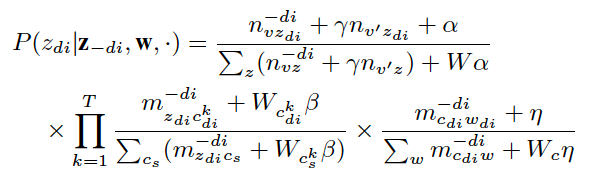 P(z_{di}|\mathbf{z}_{-di}, \mathbf{w}, \cdot) = \frac{n_{vz_{di}}^{-di} + \gamma n_{v'z_{di}} + \alpha}{\sum_z (n_{vz}^{-di} + \gamma n_{v'z}) + W\alpha}
\times \prod_{k=1}^{T} \frac{m_{z_{di}c_{di}^k}^{-di} + W_{c_{di}^k}\beta}{\sum_{c_s} (m_{z_{di}c_s}^{-di} + W_{c_s^k}\beta)} \times \frac{m_{c_{di}w_{di}}^{-di} + \eta}{\sum_w m_{c_{di}w}^{-di} + W_c\eta}